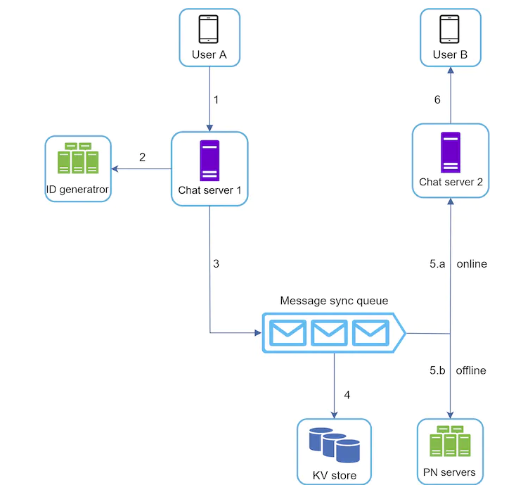 User A
User B
1
6
2
ID generatror
Chat server 1
Chat server 2
3
5.a online
Message sync queue
5.b offline
4
KV store
PN servers